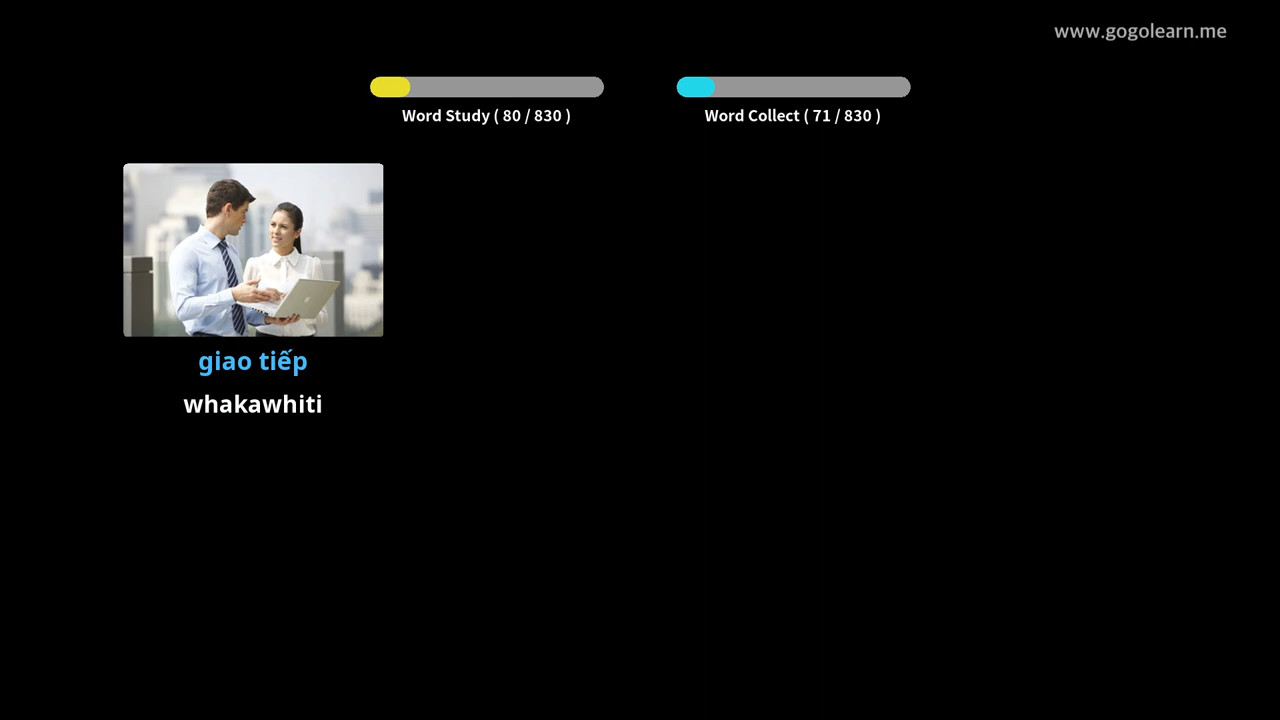 www.gogolearn.me
Word Study ( 80 / 830 )
Word Collect ( 71 / 830 )
giao tiếp
whakawhiti